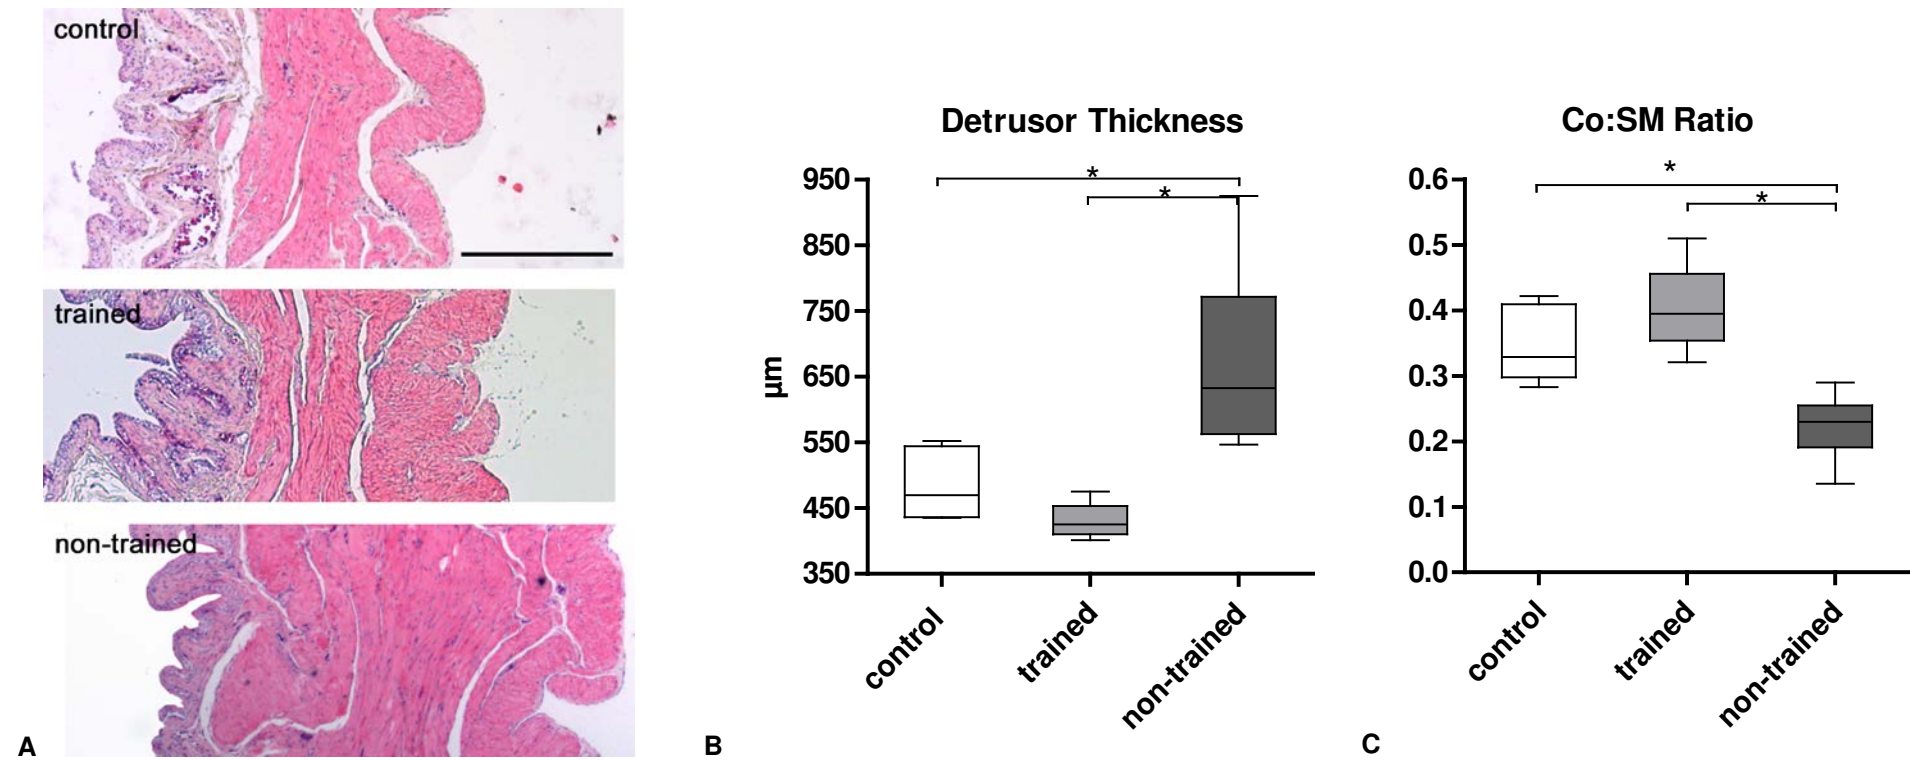 control
trained
non-trained
A
Detrusor Thickness
*
*
950
850
750
650
550
450
350
µm
control
trained
non-trained
B
Co:SM Ratio
*
*
0.6
0.5
0.4
0.3
0.2
0.1
0.0
control
trained
non-trained
C